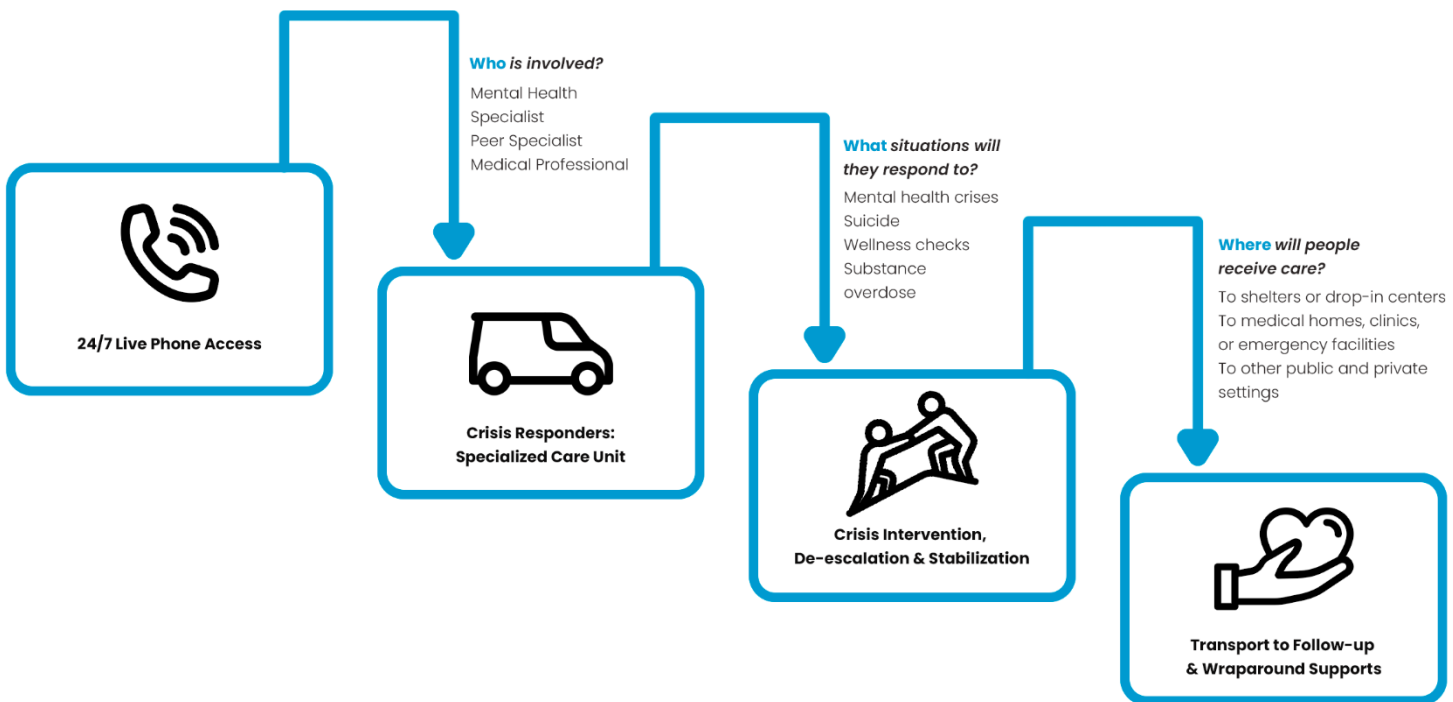 24/7 Live Phone Access
Who is involved?
Mental Health
Specialist
Peer Specialist
Medical Professional
Crisis Responders:
Specialized Care Unit
What situations will
they respond to?
Mental health crises
Suicide
Wellness checks
Substance
overdose
Crisis Intervention,
De-escalation & Stabilization
Where will people
receive care?
To shelters or drop-in centers
To medical homes, clinics,
or emergency facilities
To other public and private
settings
Transport to Follow-up
& Wraparound Supports